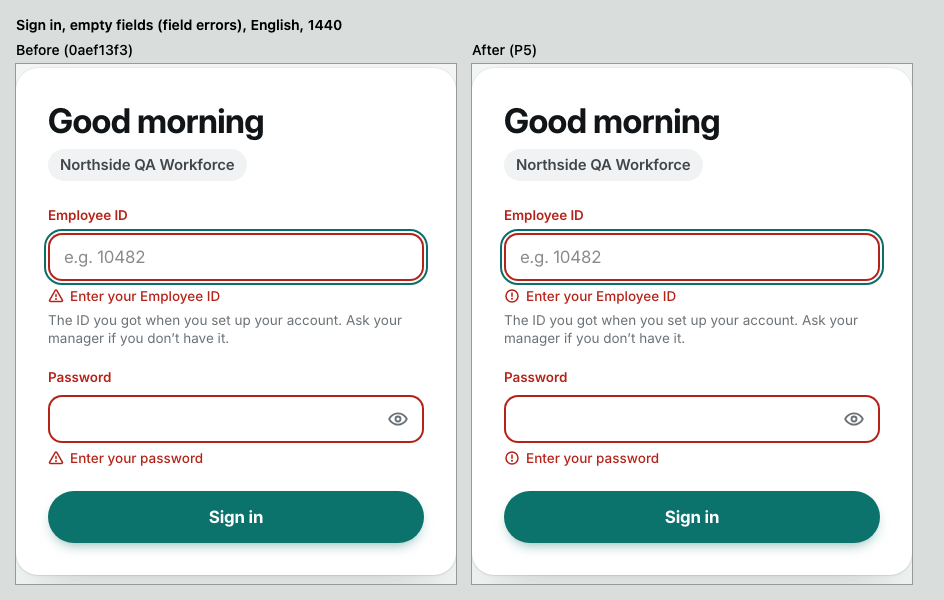 Sign in, empty fields (field errors), English, 1440
Before (0aef13f3)
Good morning
Northside QA Workforce
Employee ID
e.g. 10482
Enter your Employee ID
The ID you got when you set up your account. Ask your
manager if you don’t have it.
Password
Enter your password
Sign in
After (P5)
Good morning
Northside QA Workforce
Employee ID
e.g. 10482
Enter your Employee ID
The ID you got when you set up your account. Ask your
manager if you don’t have it.
Password
Enter your password
Sign in